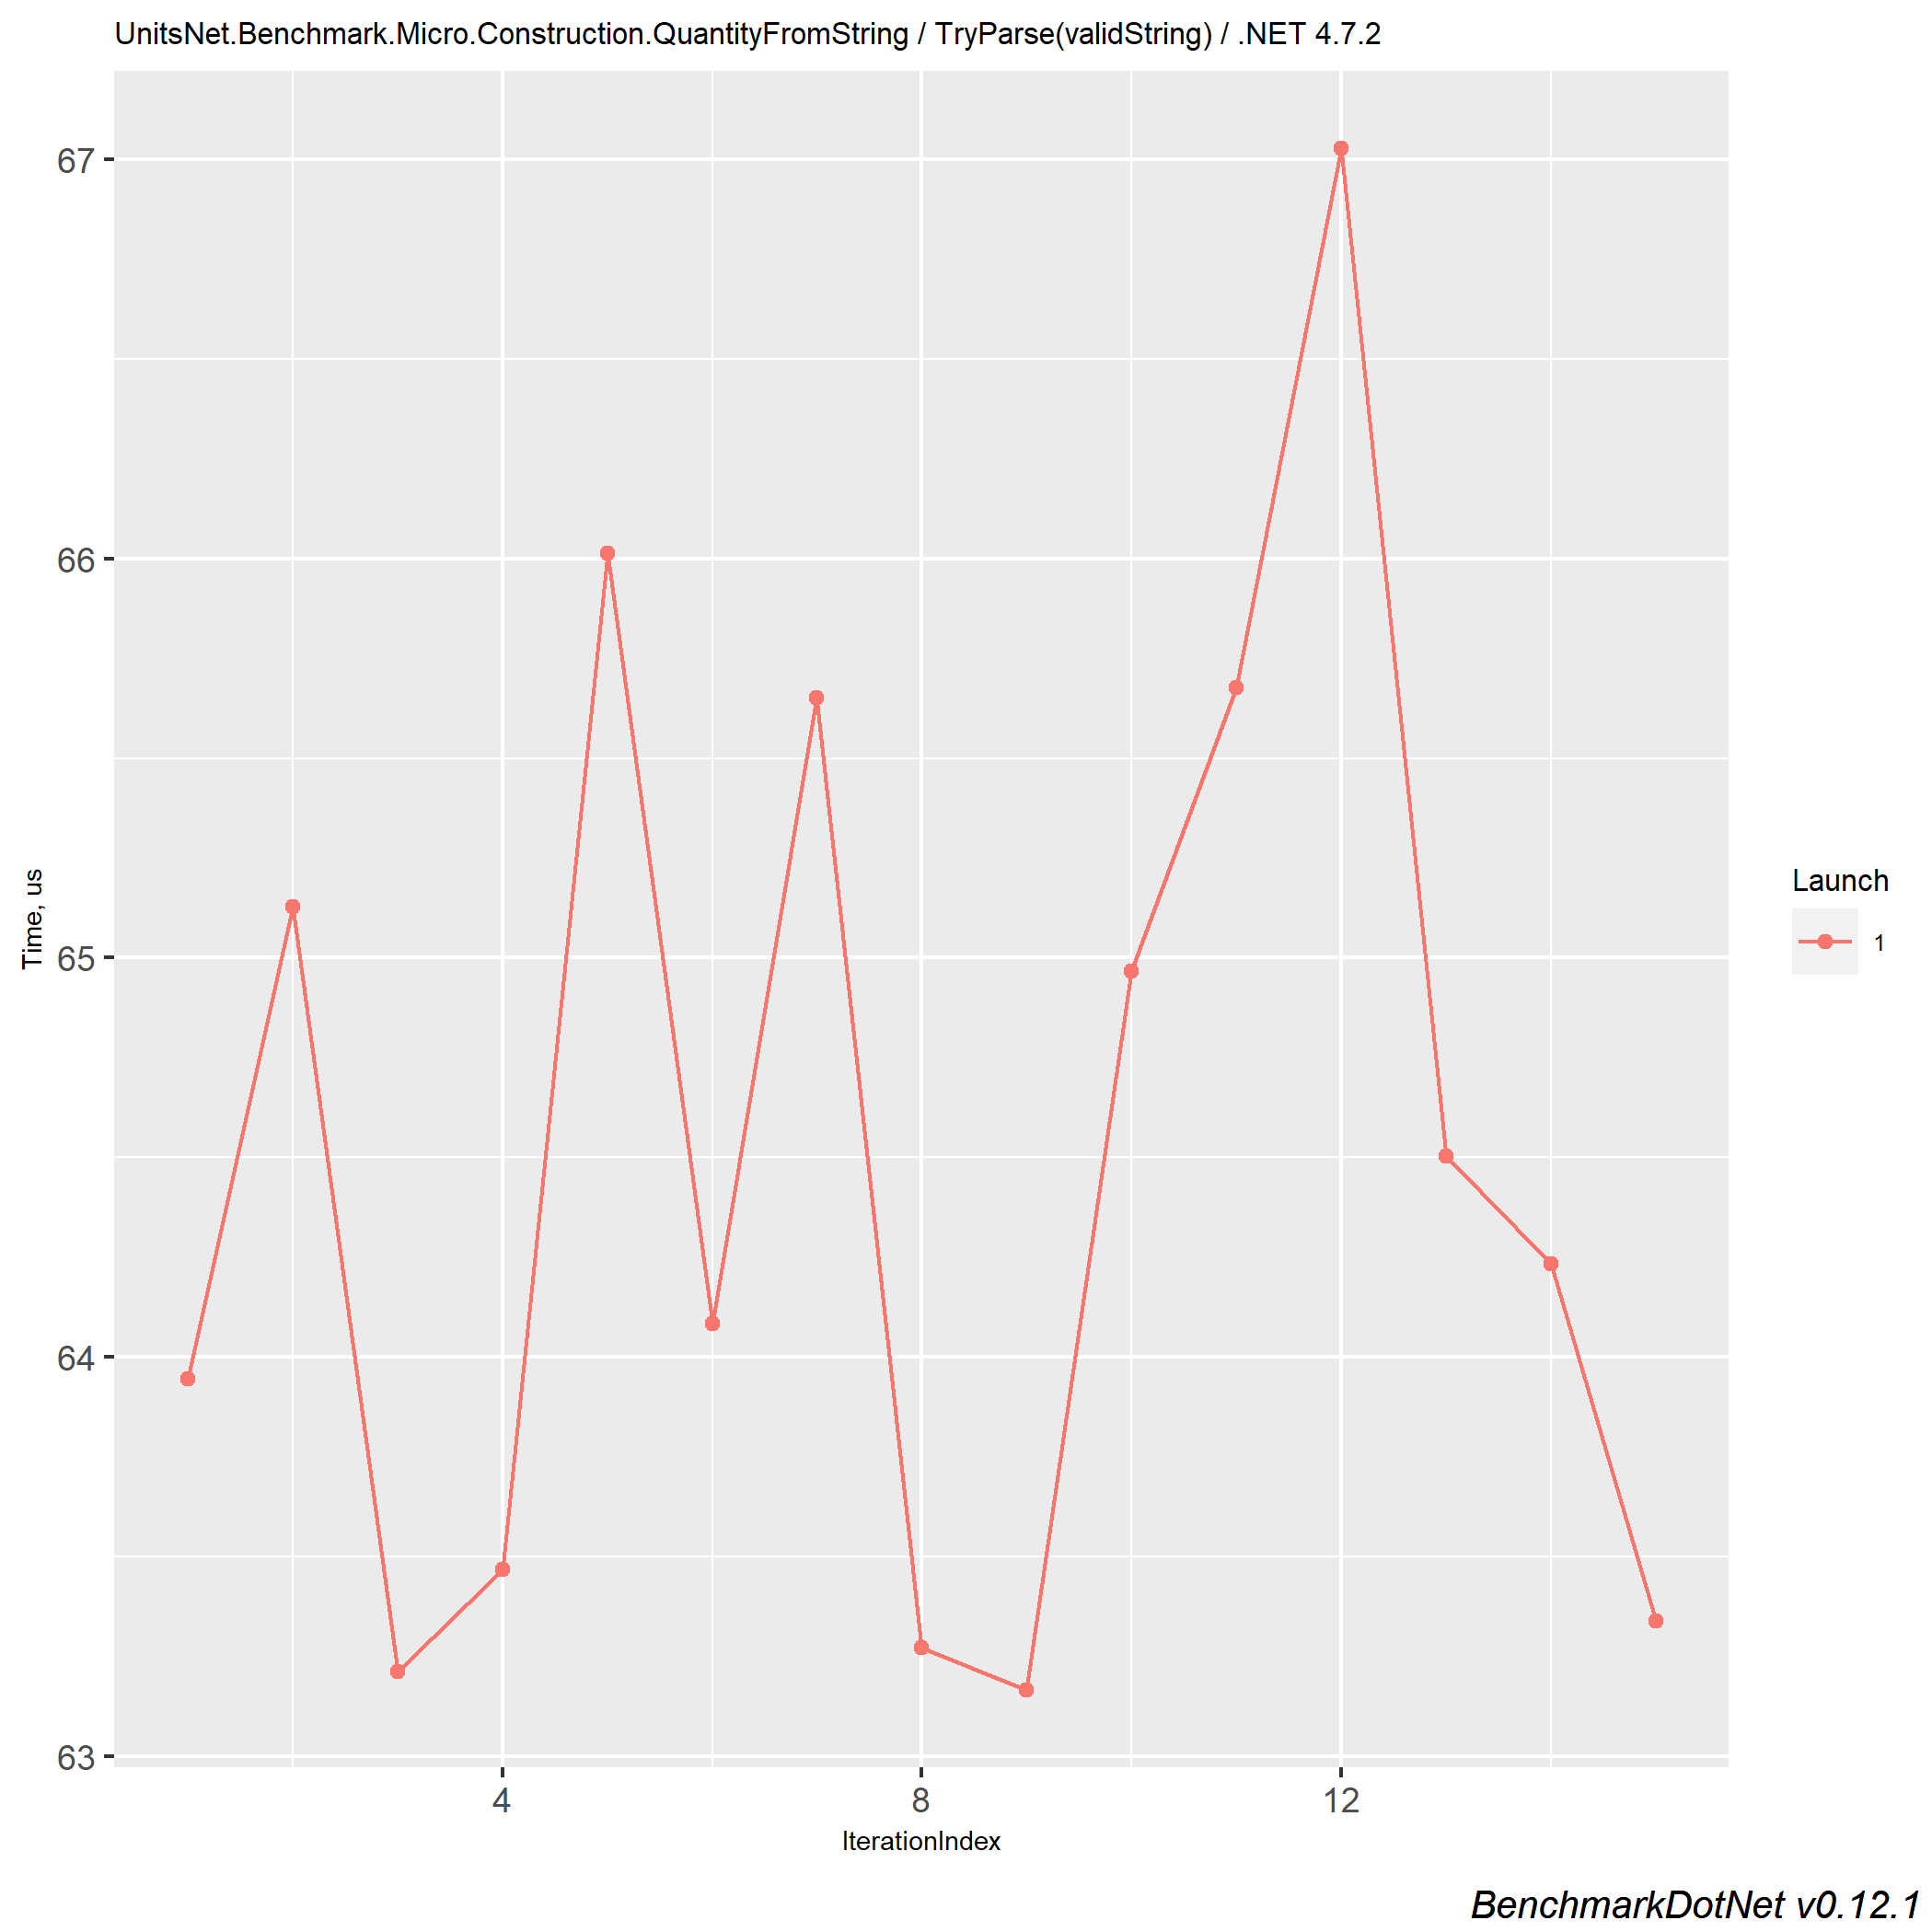 UnitsNet.Benchmark.Micro.Construction.QuantityFromString / TryParse(validString) / .NET 4.7.2
67
66
65
64
63
Time, us
4 8 12
IterationIndex
Launch
1
BenchmarkDotNet v0.12.1